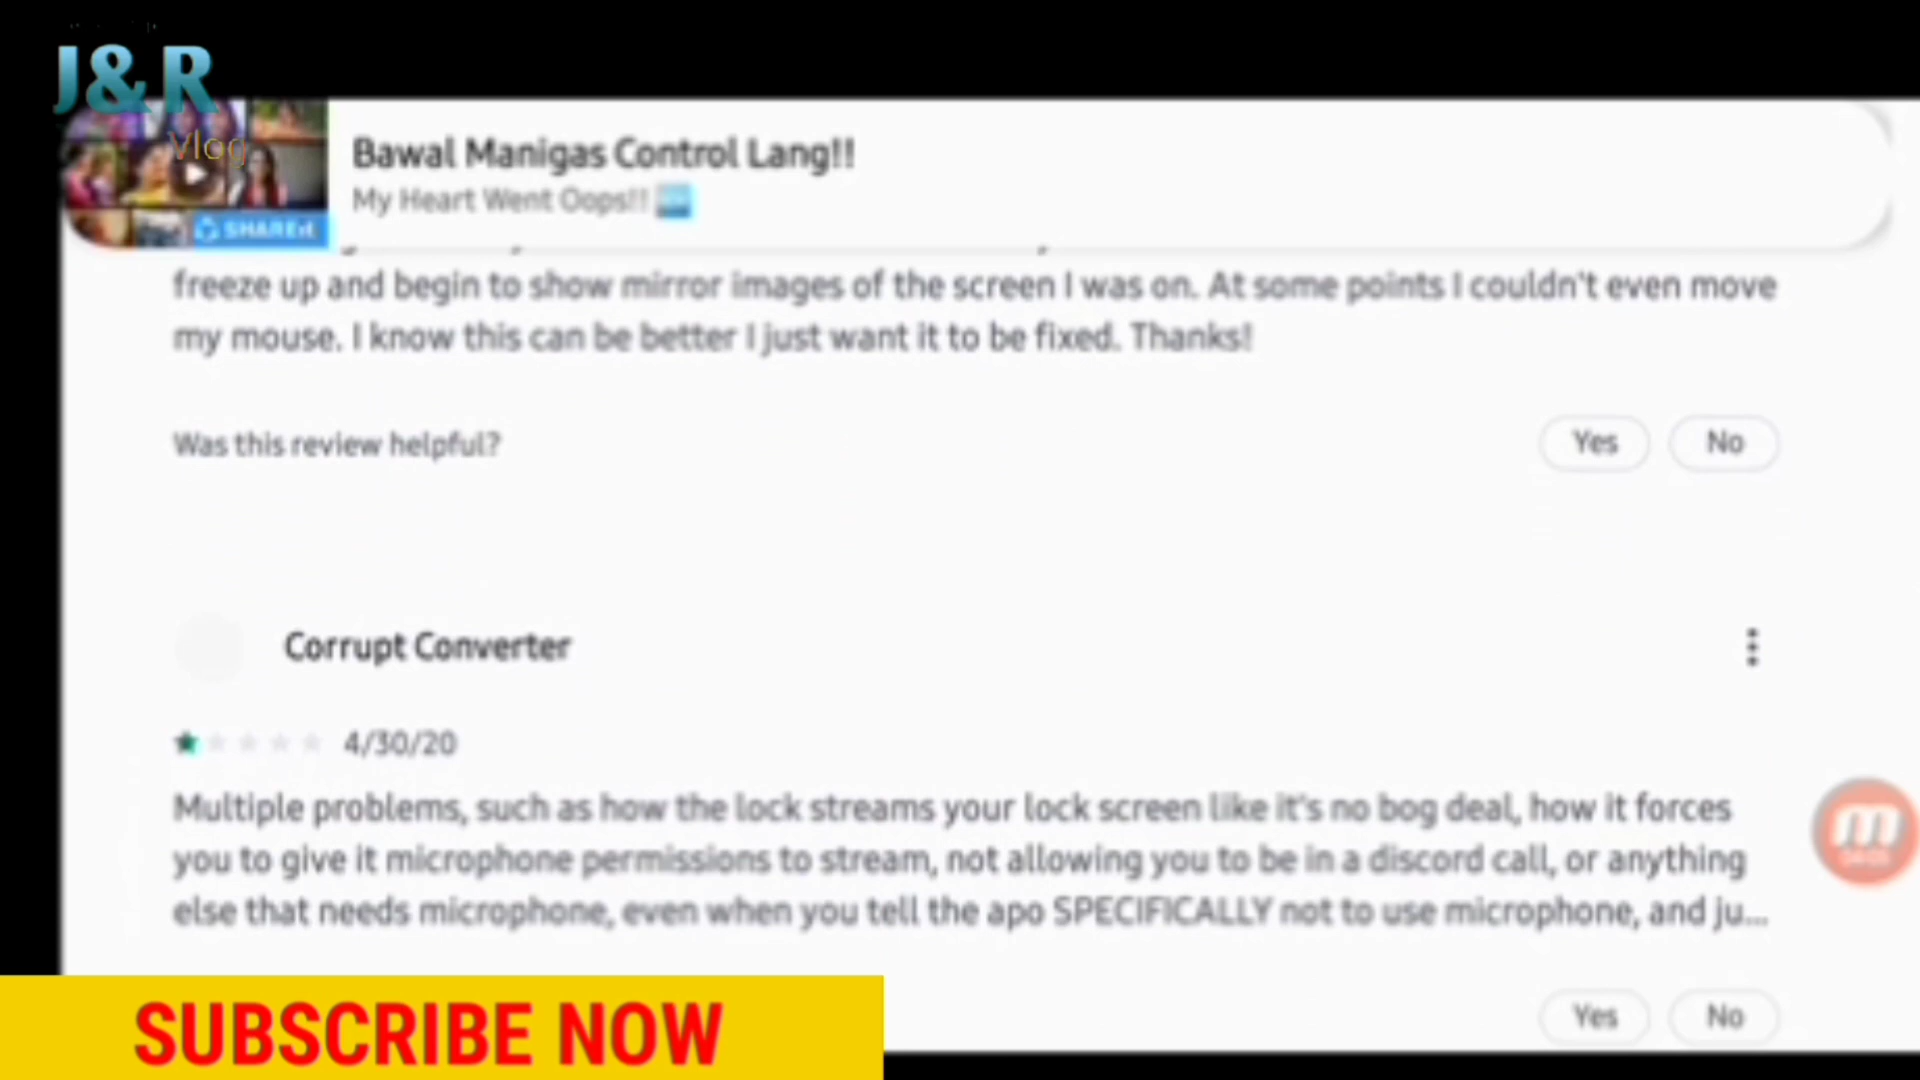 J&R
Vlog
SHAREit
Bawal Manigas Control Lang!!
My Heart Went Oops!!
freeze up and begin to show mirror images of the screen I was on. At some points I couldn't even move
my mouse. I know this can be better I just want it to be fixed. Thanks!
Was this review helpful?
Yes
No
Corrupt Converter
4/30/20
Multiple problems, such as how the lock streams your lock screen like it's no bog deal, how it forces
you to give it microphone permissions to stream, not allowing you to be in a discord call, or anything
else that needs microphone, even when you tell the apo SPECIFICALLY not to use microphone, and ju...
Yes
No
SUBSCRIBE NOW